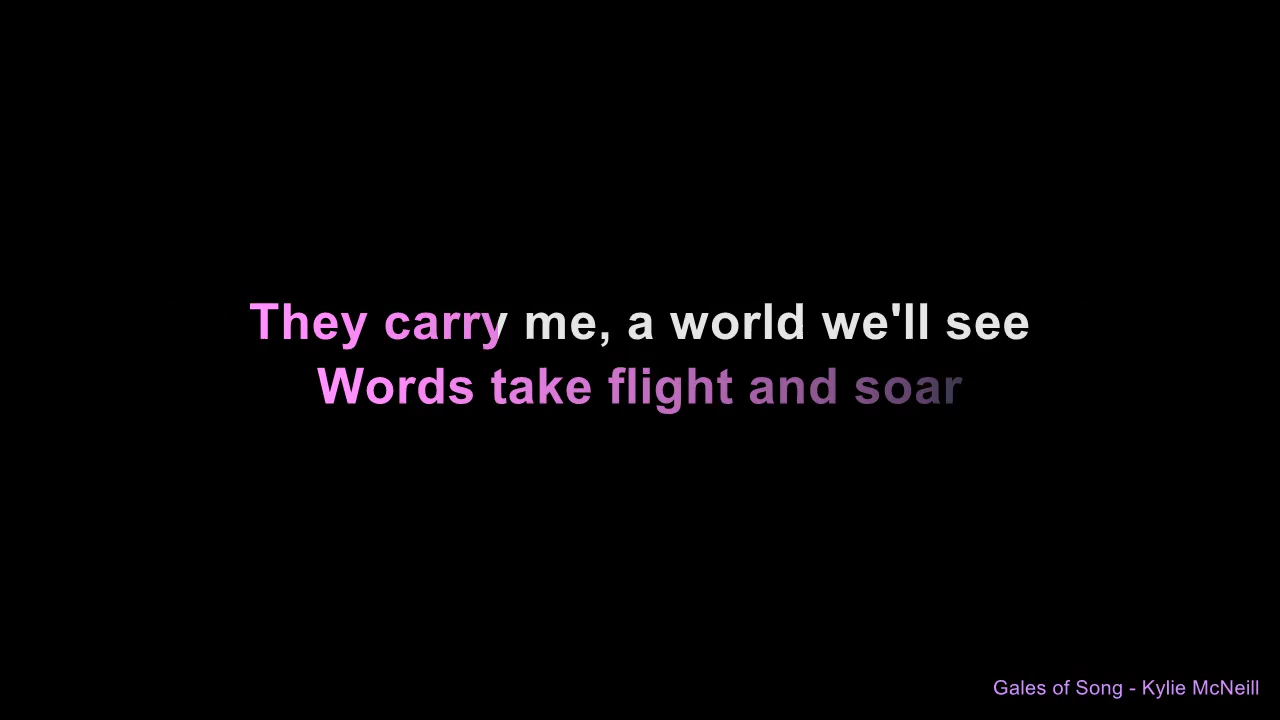 They carry me, a world we'll see
Words take flight and soar
Gales of Song - Kylie McNeill